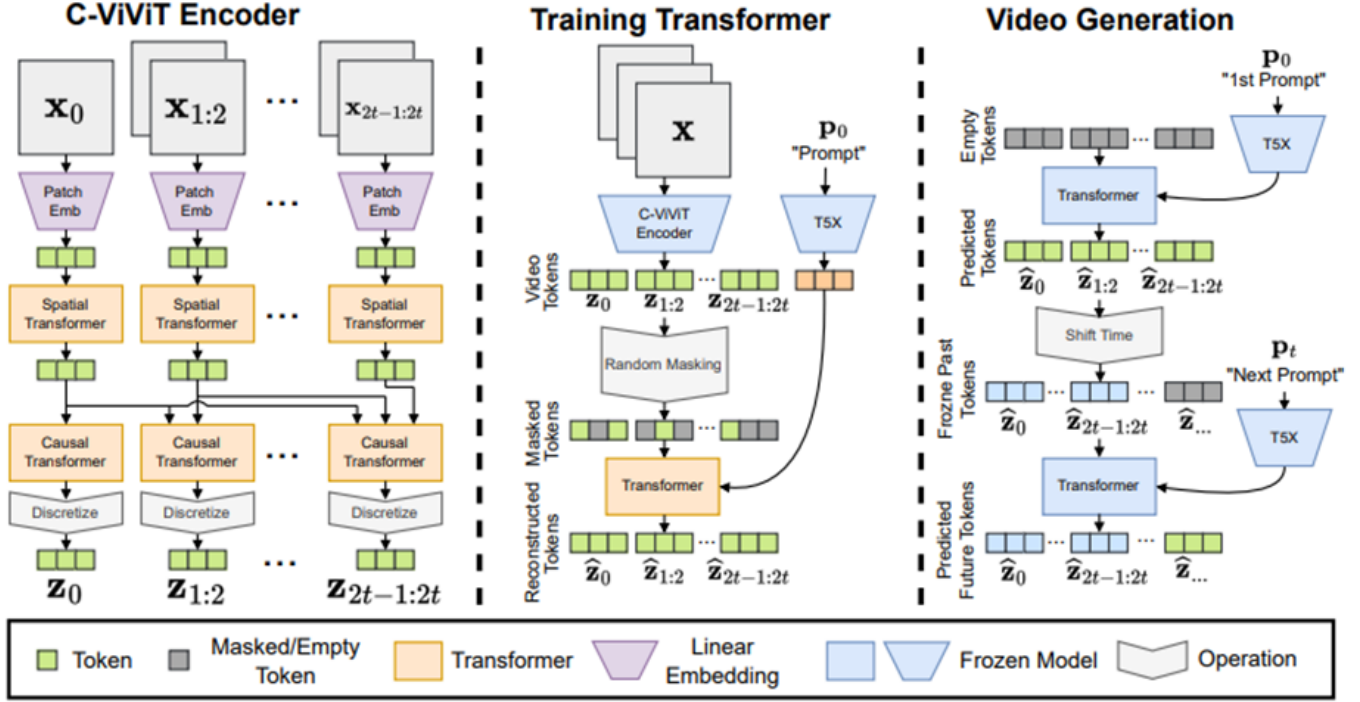 C-ViViT Encoder
x₀
x₁:₂
...
x₂ₜ₋₁:₂ₜ
Patch
Emb
Patch
Emb
...
Patch
Emb
Spatial
Transformer
Spatial
Transformer
...
Spatial
Transformer
Causal
Transformer
Causal
Transformer
Causal
Transformer
Discretize
Discretize
Discretize
...
z₀
z₁:₂
z₂ₜ₋₁:₂ₜ
Training Transformer
x
p₀
"Prompt"
C-ViViT
Encoder
T5X
Video
Tokens
...
z₀
z₁:₂
z₂ₜ₋₁:₂ₜ
Random Masking
Masked
Tokens
...
Transformer
Reconstructed
Tokens
...
ẑ₀
ẑ₁:₂
ẑ₂ₜ₋₁:₂ₜ
Video Generation
p₀
"1st Prompt"
Empty
Tokens
...
T5X
Transformer
Predicted
Tokens
...
ẑ₀
ẑ₁:₂
ẑ₂ₜ₋₁:₂ₜ
Shift Time
pₜ
"Next Prompt"
Frozne Past
Tokens
...
...
ẑ₀
ẑ₂ₜ₋₁:₂ₜ
ẑ...
T5X
Transformer
Predicted
Future Tokens
...
...
ẑ₀
ẑ₂ₜ₋₁:₂ₜ
ẑ...
Token
Masked/Empty
Token
Transformer
Linear
Embedding
Frozen Model
Operation